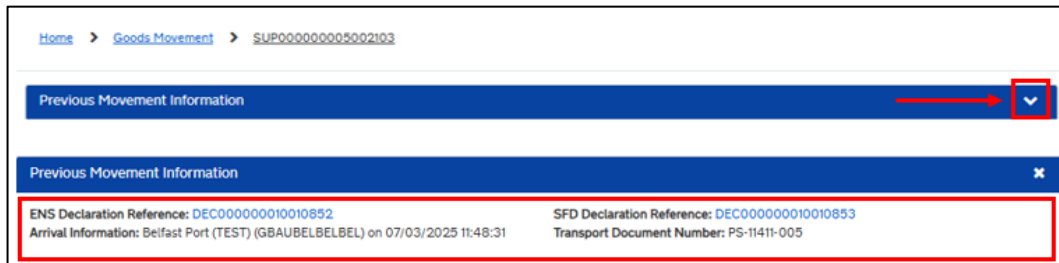 Home > Goods Movement > SUP000000005002103
Previous Movement Information
Previous Movement Information
ENS Declaration Reference: DEC000000010010852 SFD Declaration Reference: DEC000000010010853
Arrival Information: Belfast Port (TEST) (GBAUBELBELBEL) on 07/03/2025 11:48:31 Transport Document Number: PS-11411-005